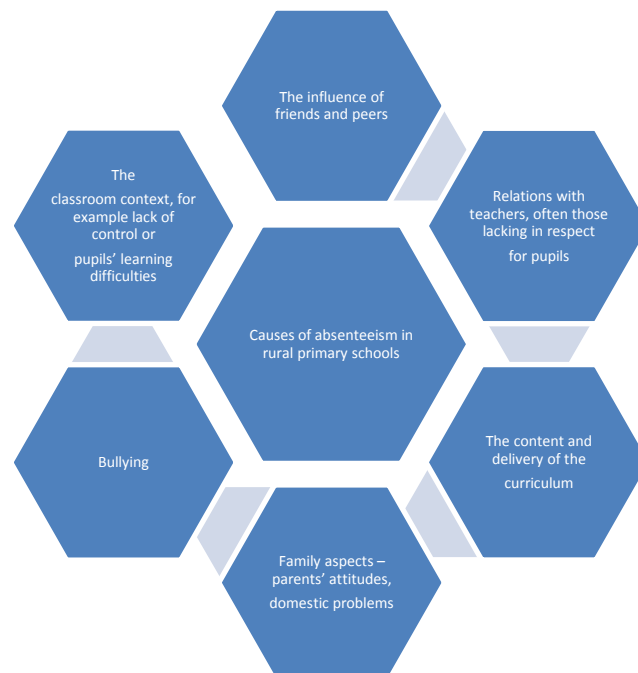 The influence of
friends and peers
The
classroom context, for
example lack of
control or
pupils’ learning
difficulties
Relations with
teachers, often those
lacking in respect
for pupils
Causes of absenteeism in
rural primary schools
Bullying
The content and
delivery of the
curriculum
Family aspects –
parents’ attitudes,
domestic problems